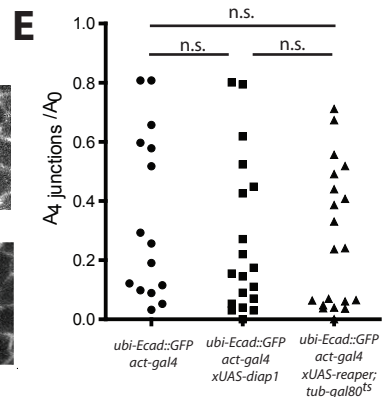 E
n.s.
n.s.
n.s.
A4 junctions /A0
1.0
0.8
0.6
0.4
0.2
0.0
ubi-Ecad::GFP
act-gal4
ubi-Ecad::GFP
act-gal4
xUAS-diap1
ubi-Ecad::GFP
act-gal4
xUAS-reaper;
tub-gal80ts